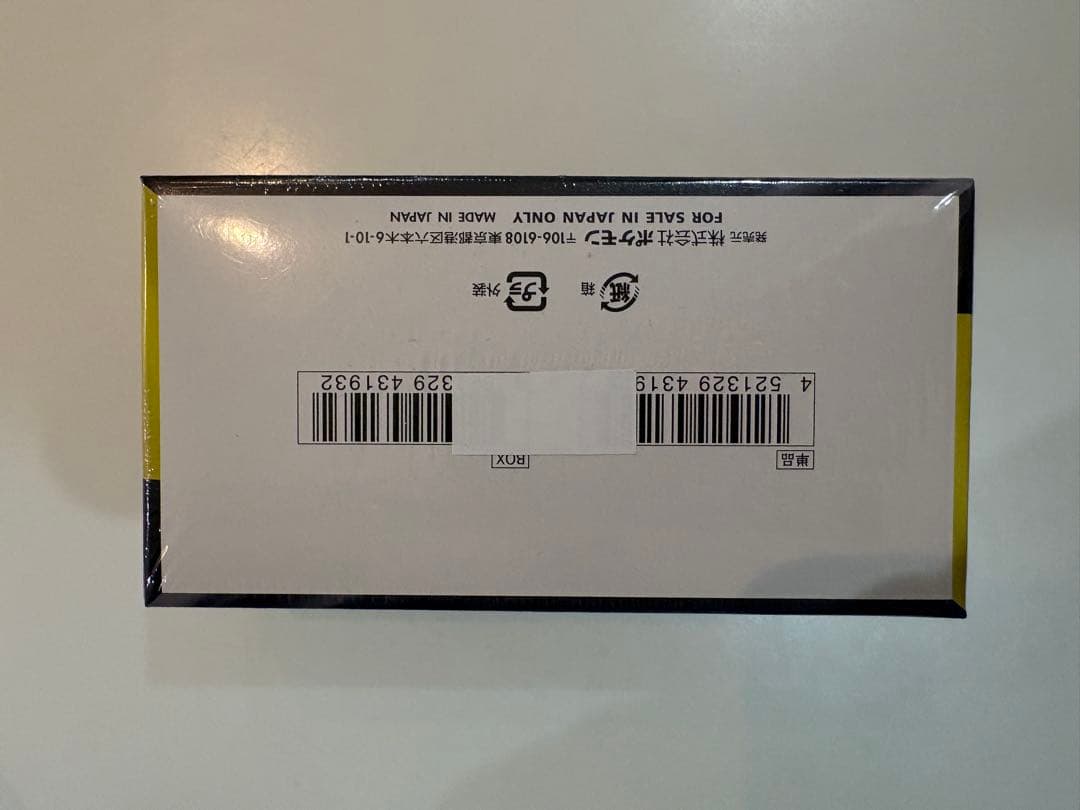 単品 BOX
4 521329 4319 329 431932
紙 箱 プラ 外装
発売元 株式会社 ポケモン 〒106-6108 東京都港区六本木6-10-1
FOR SALE IN JAPAN ONLY MADE IN JAPAN